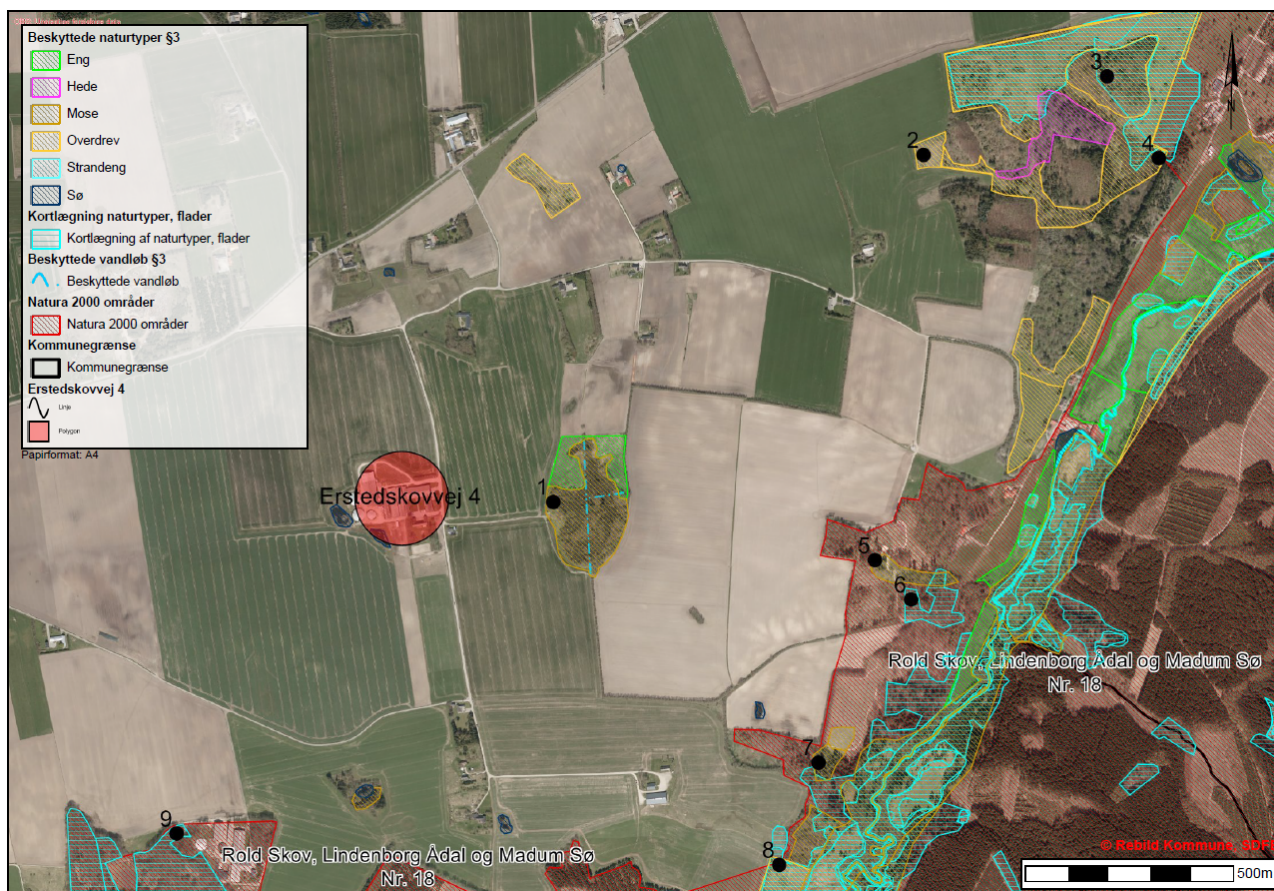 Beskyttede naturtyper §3
Eng
Hede
Mose
Overdrev
Strandeng
Sø
Kortlægning naturtyper, flader
Kortlægning af naturtyper, flader
Beskyttede vandløb §3
Beskyttede vandløb
Natura 2000 områder
Natura 2000 områder
Kommunegrænse
Kommunegrænse
Erstedskovvej 4
Linje
Polygon
Papirformat: A4
N
3
2
4
Erstedskovvej 4
1
5
6
Rold Skov, Lindenborg Ådal og Madum Sø
Nr. 18
7
9
8
Rold Skov, Lindenborg Ådal og Madum Sø
Nr. 18
© Rebild Kommune, SDFI
500m